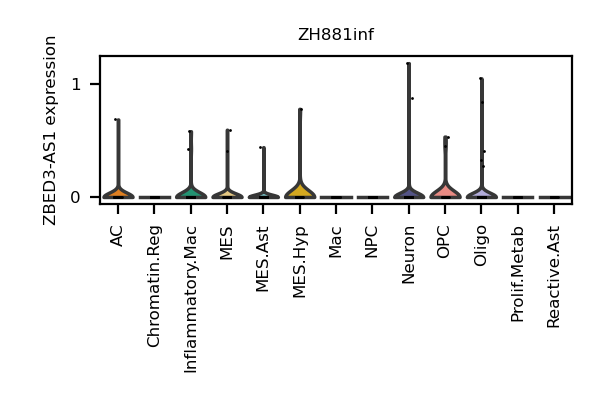 ZH881inf
ZBED3-AS1 expression
1
0
AC
Chromatin.Reg
Inflammatory.Mac
MES
MES.Ast
MES.Hyp
Mac
NPC
Neuron
OPC
Oligo
Prolif.Metab
Reactive.Ast